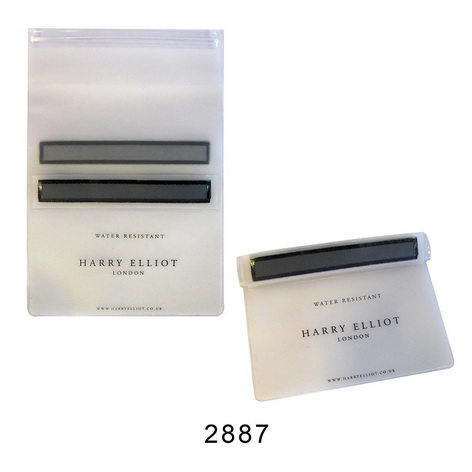 WATER RESISTANT
HARRY ELLIOT
LONDON
WWW.HARRYELLIOT.CO.UK
WATER RESISTANT
HARRY ELLIOT
LONDON
WWW.HARRYELLIOT.CO.UK
2887